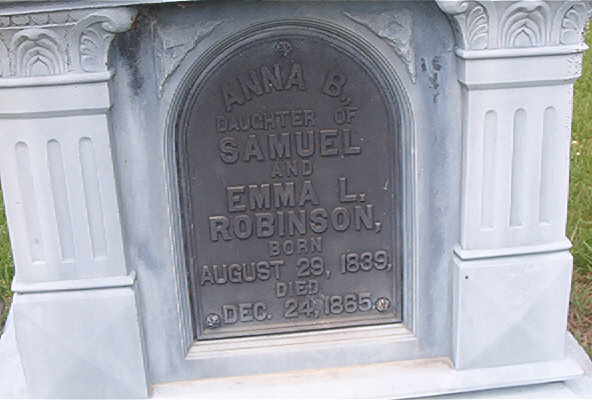 ANNA B.,
DAUGHTER OF
SAMUEL
AND
EMMA L.
ROBINSON,
BORN
AUGUST 29, 1839,
DIED
DEC. 24, 1865.